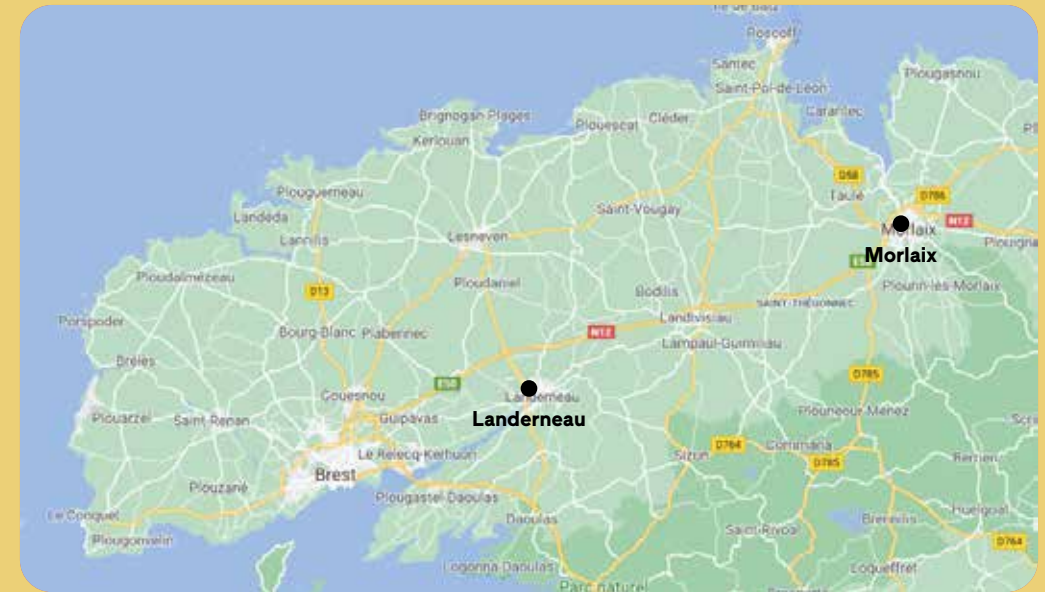 Roscoff
Santec
Plougasnou
Saint-Pol-de-Léon
Brignogan Plages
Plouescat
Cléder
Carantec
Kerlouan
D58
Plouguerneau
Taulé
D786
Landéda
Saint-Vougay
N12
Morlaix
Lannilis
Lesneven
Morlaix
Ploudalmézeau
Ploudaniel
Plourin-lès-Morlaix
D13
Bodilis
SAINT-THÉGONNEC
Porspoder
Landivisiau
Bourg-Blanc
Plabennec
N12
Lampaul-Guimiliau
Brélès
D785
E50
Gouesnou
Landerneau
Plouarzel
Saint-Renan
Guipavas
Landerneau
Plounéour-Ménez
D764
Commana
Le Relecq-Kerhuon
Sizun
D785
Berrien
Brest
Plouzané
Plougastel-Daoulas
Le Conquet
Daoulas
Brennilis
Huelgoat
Saint-Rivoal
Plougonvelin
D764
Logonna-Daoulas
Loqueffret
Parc naturel